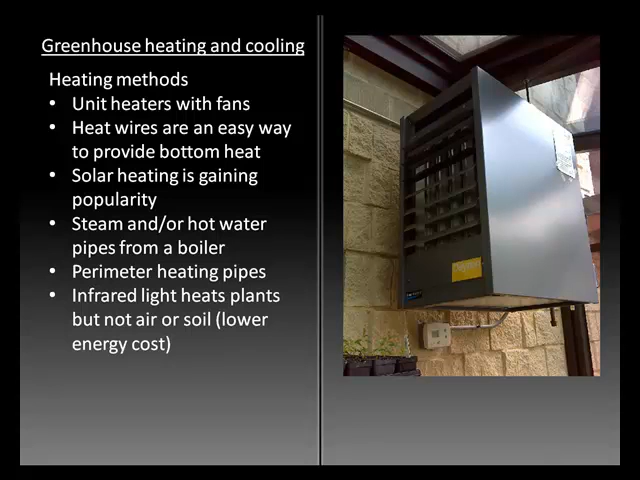 Greenhouse heating and cooling
Heating methods
• Unit heaters with fans
• Heat wires are an easy way
to provide bottom heat
• Solar heating is gaining
popularity
• Steam and/or hot water
pipes from a boiler
• Perimeter heating pipes
• Infrared light heats plants
but not air or soil (lower
energy cost)